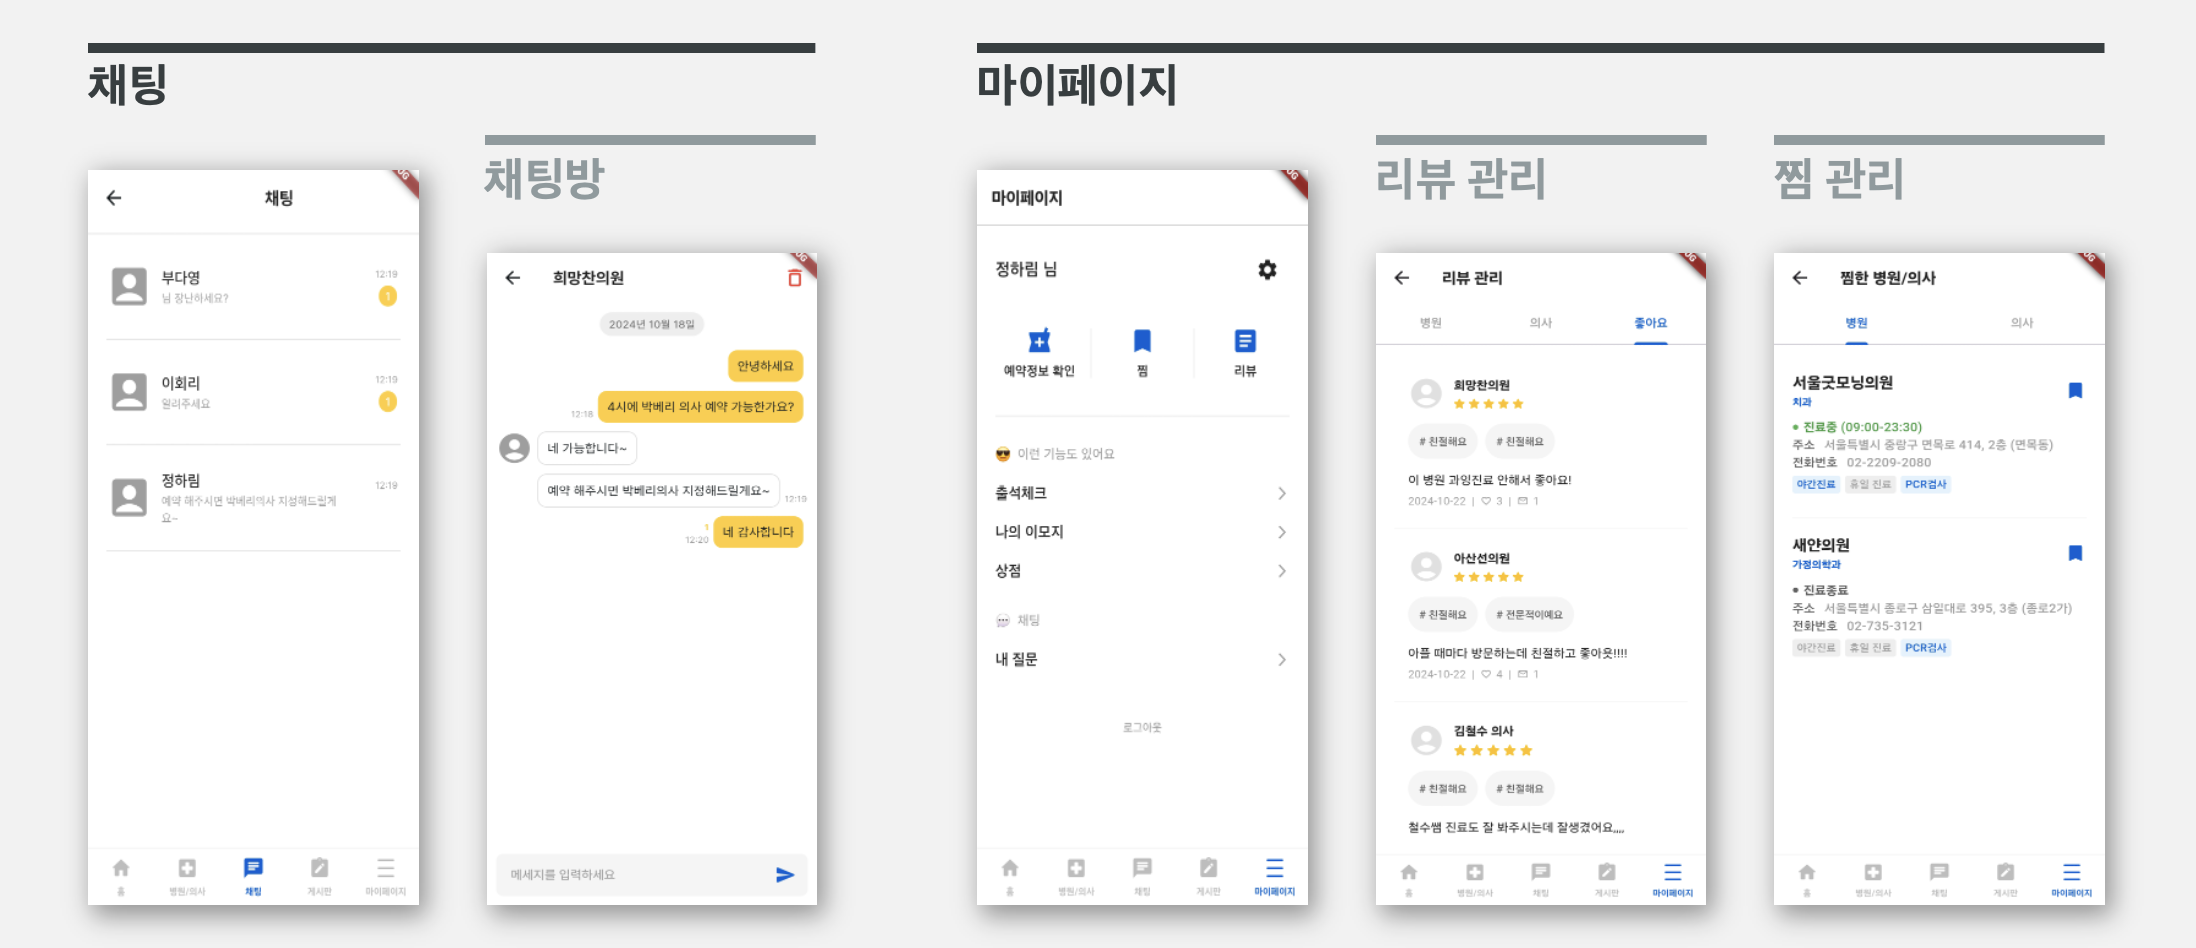 채팅
채팅
부다영
12:19
님 장난하세요?
1
이회리
12:19
알려주세요
1
정하림
12:19
예약 해주시면 박베리의사 지정해드릴게
요~
홈
병원/의사
채팅
게시판
마이페이지
채팅방
희망찬의원
2024년 10월 18일
안녕하세요
4시에 박베리 의사 예약 가능한가요?
12:18
네 가능합니다~
예약 해주시면 박베리의사 지정해드릴게요~
12:19
1
12:20
네 감사합니다
메세지를 입력하세요
마이페이지
마이페이지
정하림 님
예약정보 확인
찜
리뷰
이런 기능도 있어요
출석체크
나의 이모지
상점
채팅
내 질문
로그아웃
홈
병원/의사
채팅
게시판
마이페이지
리뷰 관리
리뷰 관리
병원
의사
좋아요
희망찬의원
# 친절해요
# 친절해요
이 병원 과잉진료 안해서 좋아요!
2024-10-22 | 3 | 1
아산선의원
# 친절해요
# 전문적이예요
아플 때마다 방문하는데 친절하고 좋아욧!!!!
2024-10-22 | 4 | 1
김철수 의사
# 친절해요
# 친절해요
철수쌤 진료도 잘 봐주시는데 잘생겼어요,,,,
홈
병원/의사
채팅
게시판
마이페이지
찜 관리
찜한 병원/의사
병원
의사
서울굿모닝의원
치과
• 진료중 (09:00-23:30)
주소 서울특별시 중랑구 면목로 414, 2층 (면목동)
전화번호 02-2209-2080
야간진료 휴일 진료 PCR검사
새얀의원
가정의학과
• 진료종료
주소 서울특별시 종로구 삼일대로 395, 3층 (종로2가)
전화번호 02-735-3121
야간진료 휴일 진료 PCR검사
홈
병원/의사
채팅
게시판
마이페이지